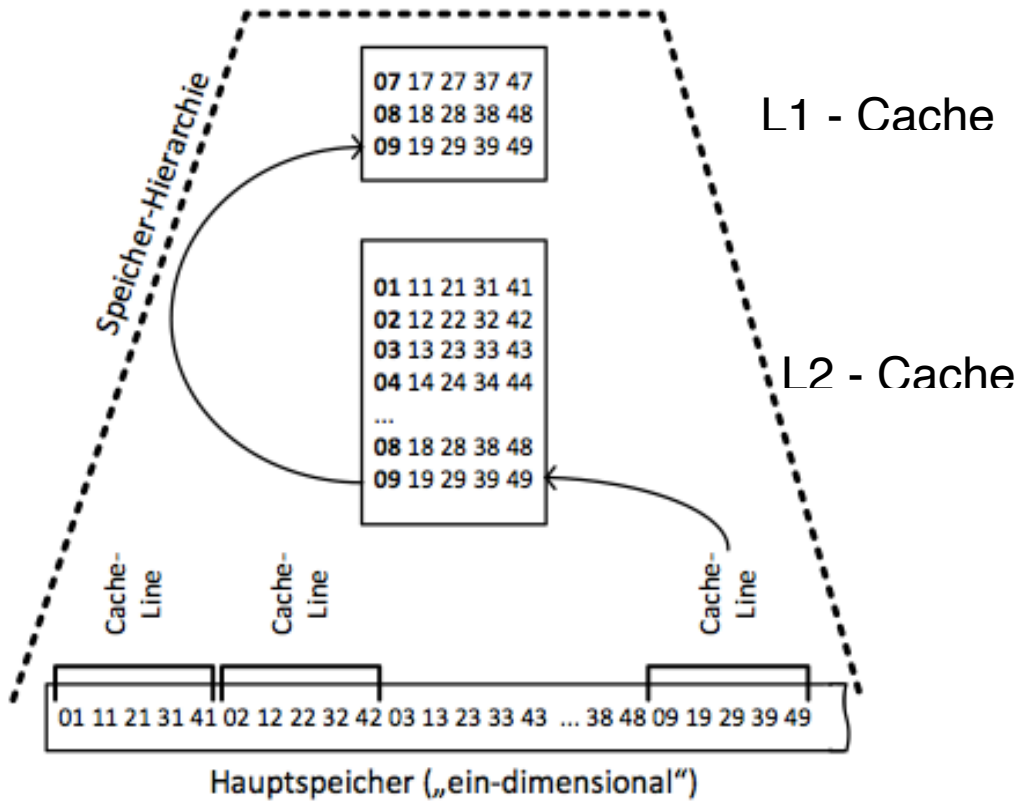 Speicher-Hierarchie
07 17 27 37 47
08 18 28 38 48
09 19 29 39 49
L1 - Cache
01 11 21 31 41
02 12 22 32 42
03 13 23 33 43
04 14 24 34 44
...
08 18 28 38 48
09 19 29 39 49
L2 - Cache
Cache-
Line
Cache-
Line
Cache-
Line
01 11 21 31 41 02 12 22 32 42 03 13 23 33 43 ... 38 48 09 19 29 39 49
Hauptspeicher („ein-dimensional“)